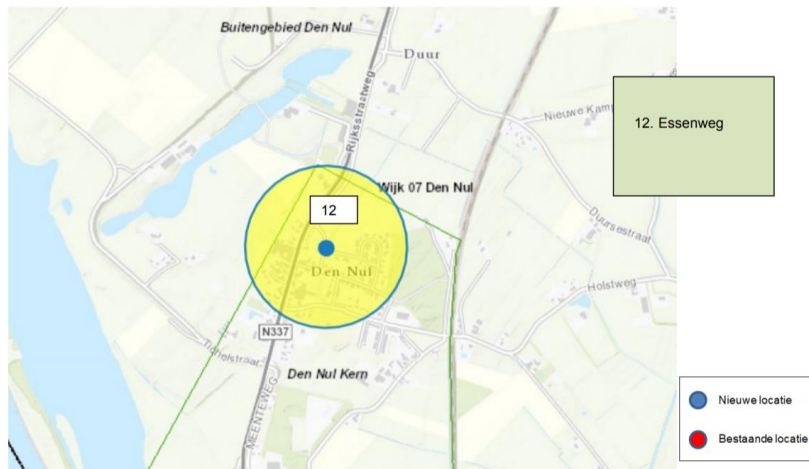 Buitengebied Den Nul
Duur
Rijksstraatweg
Nieuwe Kamp
12. Essenweg
Wijk 07 Den Nul
12
Duursestraat
Den Nul
Holstweg
N337
Tichelstraat
Den Nul Kern
MEENTEWEG
Nieuwe locatie
Bestaande locatie